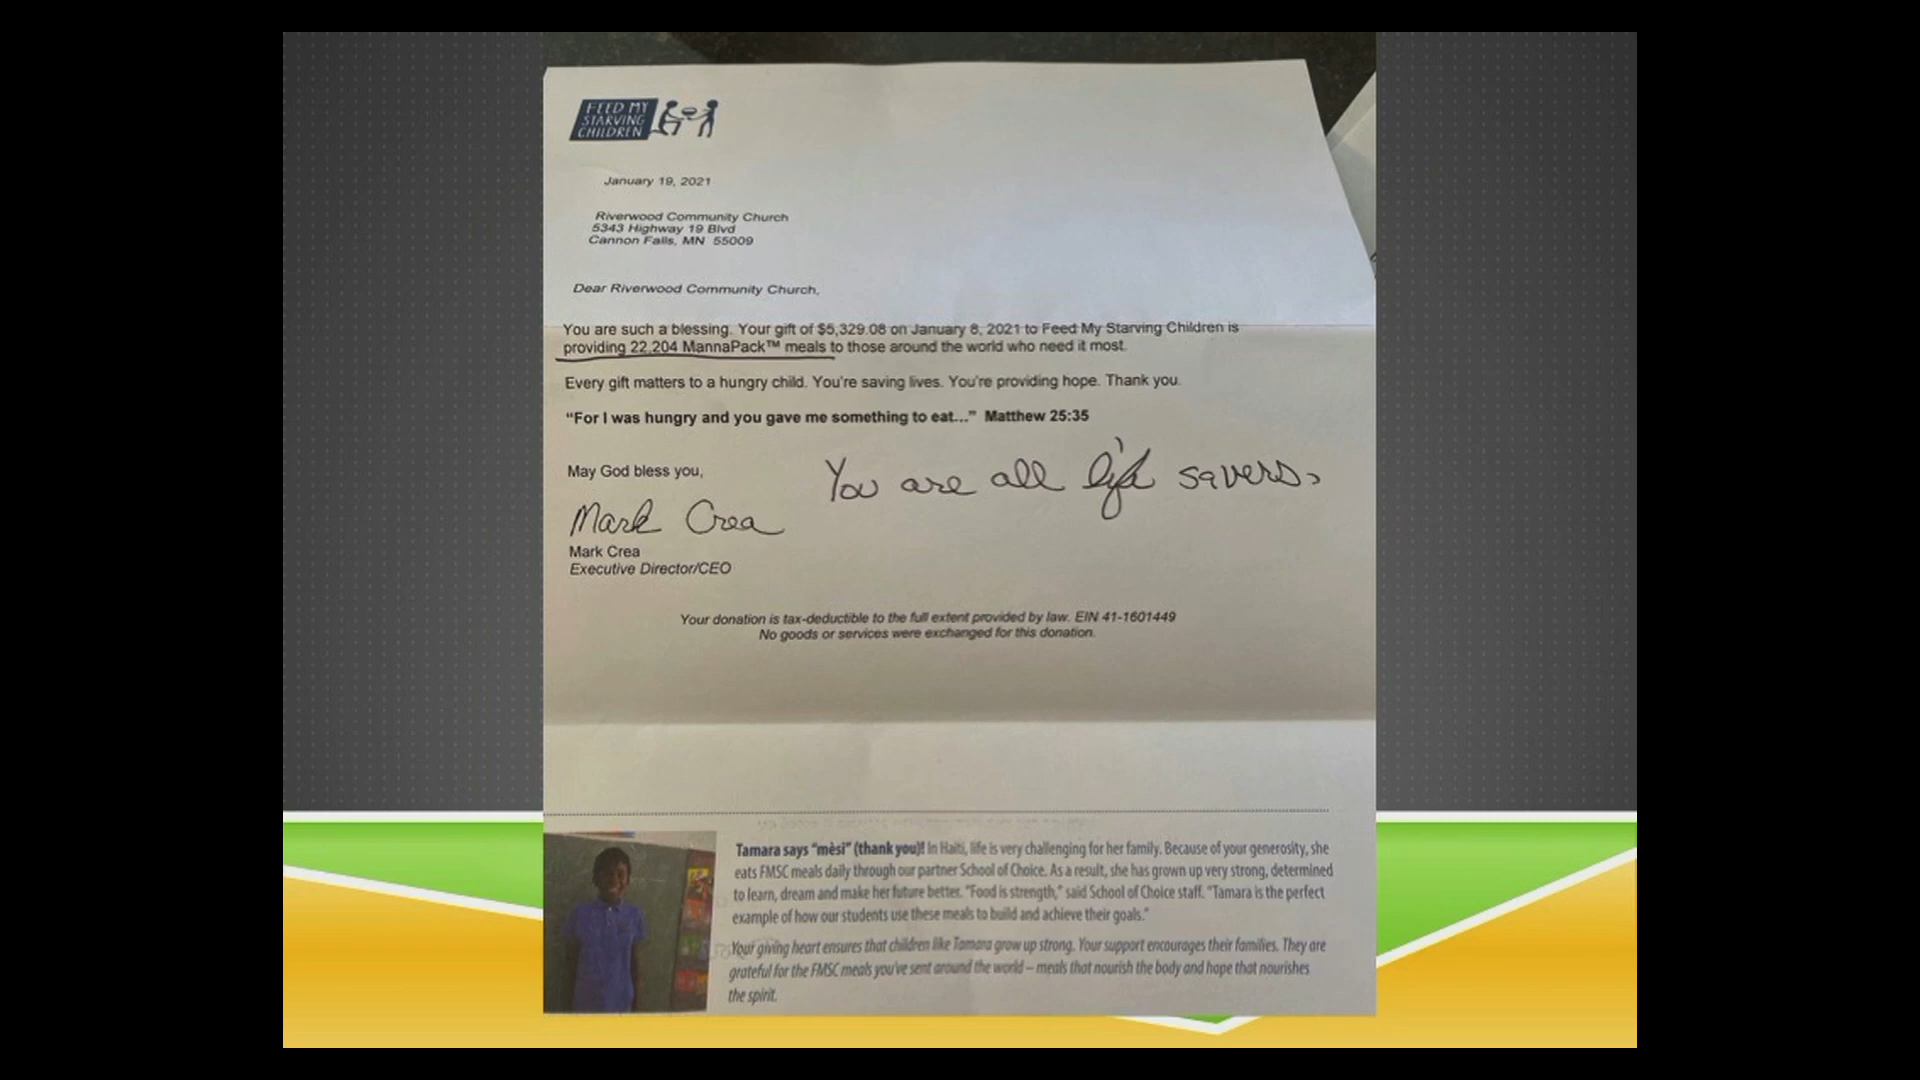 FEED MY
STARVING
CHILDREN
January 19, 2021
Riverwood Community Church
5343 Highway 19 Blvd
Cannon Falls, MN 55009
Dear Riverwood Community Church,
You are such a blessing. Your gift of $5,329.08 on January 6, 2021 to Feed My Starving Children is
providing 22,204 MannaPack™ meals to those around the world who need it most.
Every gift matters to a hungry child. You're saving lives. You're providing hope. Thank you.
“For I was hungry and you gave me something to eat...” Matthew 25:35
May God bless you,
You are all life savers.
Mark Crea
Mark Crea
Executive Director/CEO
Your donation is tax-deductible to the full extent provided by law. EIN 41-1601449
No goods or services were exchanged for this donation.
Tamara says “mèsi” (thank you)! In Haiti, life is very challenging for her family. Because of your generosity, she
eats FMSC meals daily through our partner School of Choice. As a result, she has grown up very strong, determined
to learn, dream and make her future better. “Food is strength,” said School of Choice staff. “Tamara is the perfect
example of how our students use these meals to build and achieve their goals.”
Your giving heart ensures that children like Tamara grow up strong. Your support encourages their families. They are
grateful for the FMSC meals you've sent around the world – meals that nourish the body and hope that nourishes
the spirit.